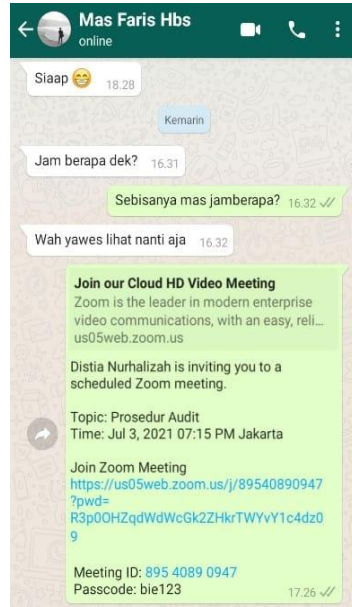 Mas Faris Hbs
online
Siaap 😁 18.28
Kemarin
Jam berapa dek? 16.31
Sebisanya mas jamberapa? 16.32
Wah yawes lihat nanti aja 16.32
Join our Cloud HD Video Meeting
Zoom is the leader in modern enterprise
video communications, with an easy, reli...
us05web.zoom.us
Distia Nurhalizah is inviting you to a
scheduled Zoom meeting.
Topic: Prosedur Audit
Time: Jul 3, 2021 07:15 PM Jakarta
Join Zoom Meeting
https://us05web.zoom.us/j/89540890947
?pwd=
R3p0OHZqdWdWcGk2ZHkrTWYvY1c4dz0
9
Meeting ID: 895 4089 0947
Passcode: bie123 17.26